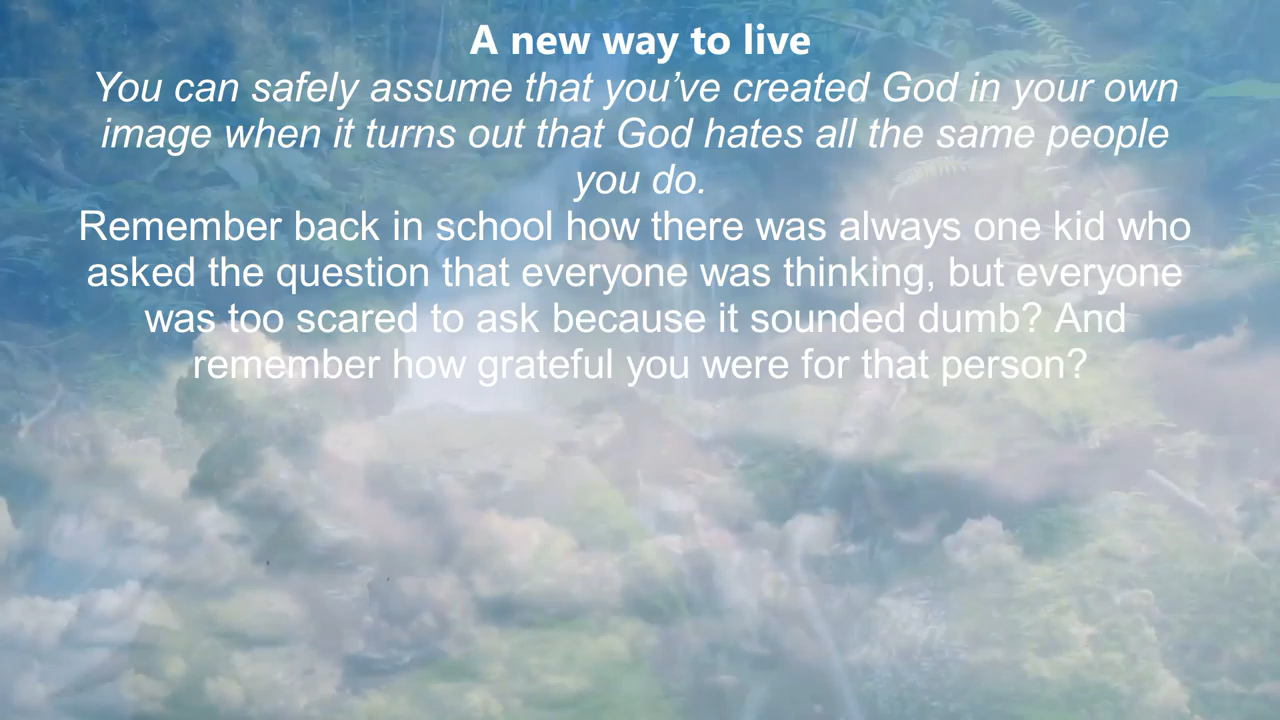 A new way to live
You can safely assume that you’ve created God in your own
image when it turns out that God hates all the same people
you do.
Remember back in school how there was always one kid who
asked the question that everyone was thinking, but everyone
was too scared to ask because it sounded dumb? And
remember how grateful you were for that person?